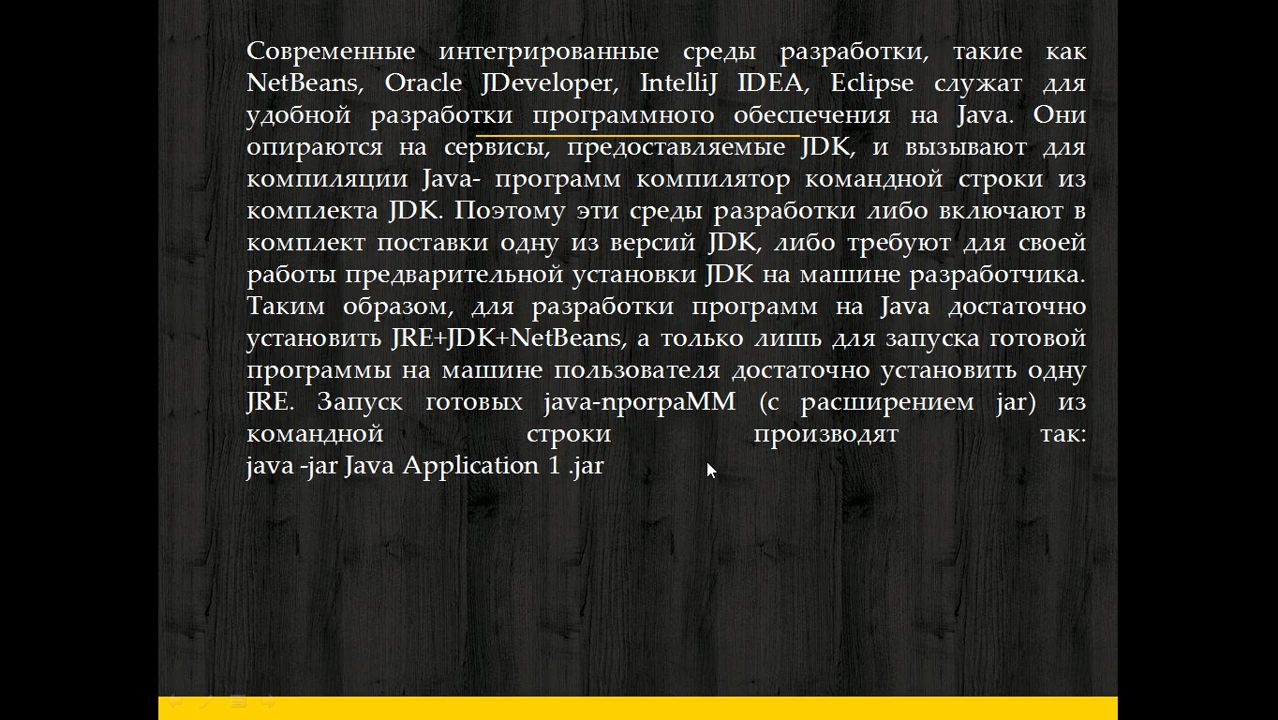 Современные интегрированные среды разработки, такие как
NetBeans, Oracle JDeveloper, IntelliJ IDEA, Eclipse служат для
удобной разработки программного обеспечения на Java. Они
опираются на сервисы, предоставляемые JDK, и вызывают для
компиляции Java- программ компилятор командной строки из
комплекта JDK. Поэтому эти среды разработки либо включают в
комплект поставки одну из версий JDK, либо требуют для своей
работы предварительной установки JDK на машине разработчика.
Таким образом, для разработки программ на Java достаточно
установить JRE+JDK+NetBeans, а только лишь для запуска готовой
программы на машине пользователя достаточно установить одну
JRE. Запуск готовых java-nporpaMM (с расширением jar) из
командной строки производят так:
java -jar Java Application 1 .jar